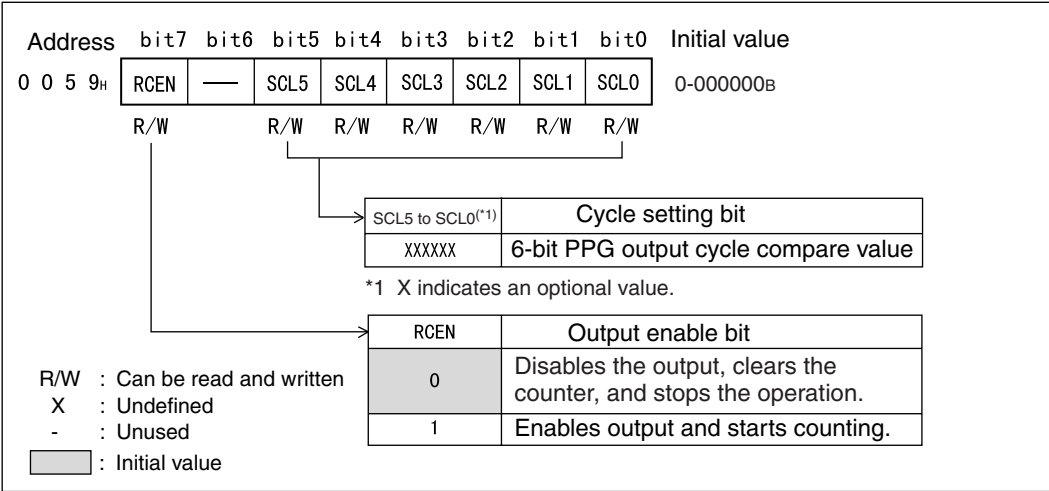 Address bit7 bit6 bit5 bit4 bit3 bit2 bit1 bit0 Initial value
0 0 5 9H RCEN — SCL5 SCL4 SCL3 SCL2 SCL1 SCL0 0-000000B
R/W R/W R/W R/W R/W R/W R/W
SCL5 to SCL0(*1) Cycle setting bit
XXXXXX 6-bit PPG output cycle compare value
*1 X indicates an optional value.
RCEN Output enable bit
0 Disables the output, clears the
counter, and stops the operation.
1 Enables output and starts counting.
R/W : Can be read and written
X : Undefined
- : Unused
: Initial value